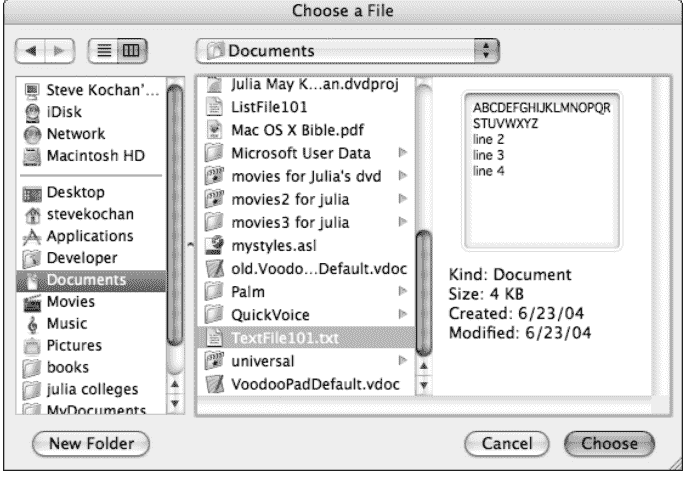 Choose a File
Documents
Steve Kochan'...
iDisk
Network
Macintosh HD
Desktop
stevekochan
Applications
Developer
Documents
Movies
Music
Pictures
books
julia colleges
MyDocuments
Julia May K...an.dvdproj
ListFile101
Mac OS X Bible.pdf
Microsoft User Data
movies for Julia's dvd
movies2 for julia
movies3 for julia
mystyles.asl
old.Voodo...Default.vdoc
Palm
QuickVoice
TextFile101.txt
universal
VoodooPadDefault.vdoc
ABCDEFGHIJKLMNOPQR
STUVWXYZ
line 2
line 3
line 4
Kind: Document
Size: 4 KB
Created: 6/23/04
Modified: 6/23/04
New Folder
Cancel
Choose